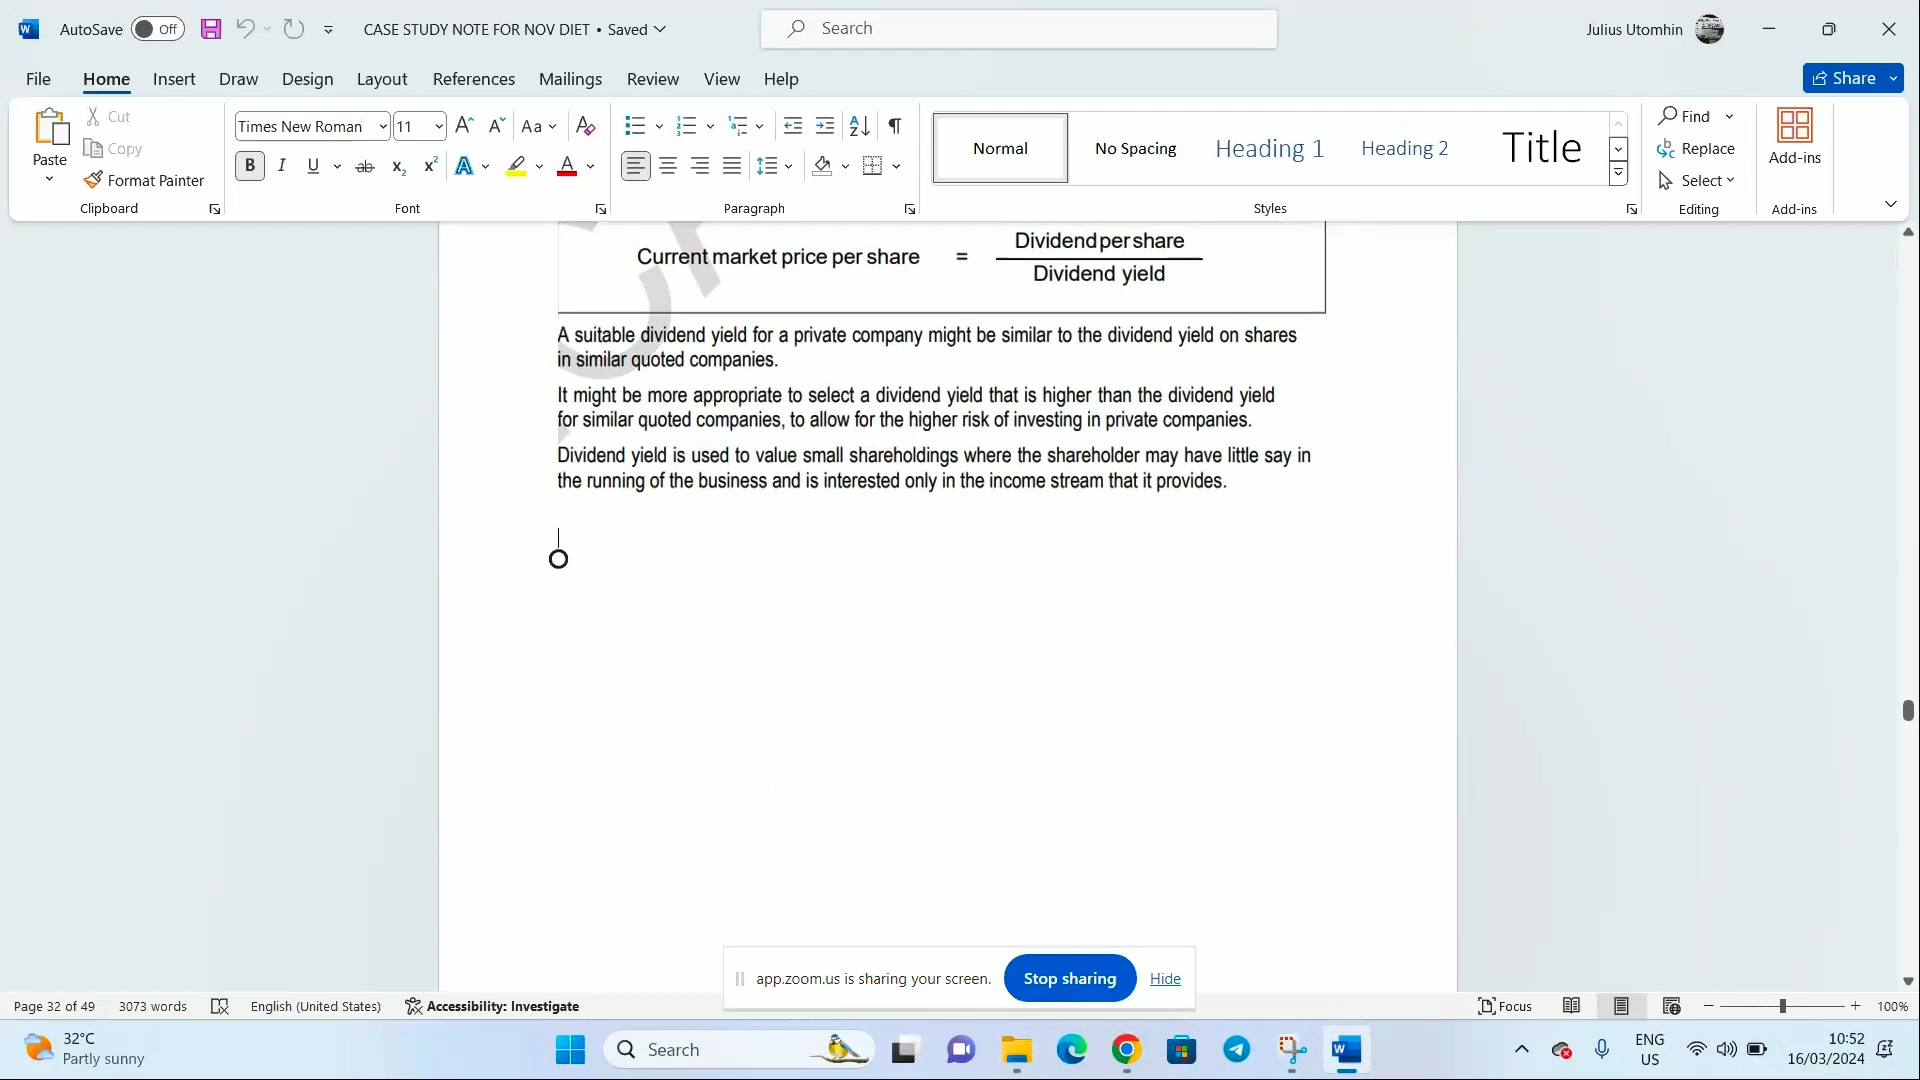 AutoSave Off CASE STUDY NOTE FOR NOV DIET • Saved Search Julius Utomhin
File Home Insert Draw Design Layout References Mailings Review View Help Share
Paste Cut Copy Format Painter
Clipboard
Times New Roman 11 Aa
B I U ab x₂ x² A A
Font
Paragraph
Normal No Spacing Heading 1 Heading 2 Title
Styles
Find Replace Select
Editing
Add-ins
Add-ins
Current market price per share = Dividend per share
Dividend yield
A suitable dividend yield for a private company might be similar to the dividend yield on shares
in similar quoted companies.
It might be more appropriate to select a dividend yield that is higher than the dividend yield
for similar quoted companies, to allow for the higher risk of investing in private companies.
Dividend yield is used to value small shareholdings where the shareholder may have little say in
the running of the business and is interested only in the income stream that it provides.
app.zoom.us is sharing your screen. Stop sharing Hide
Page 32 of 49 3073 words English (United States) Accessibility: Investigate Focus 100%
32°C
Partly sunny
Search
ENG
US
10:52
16/03/2024